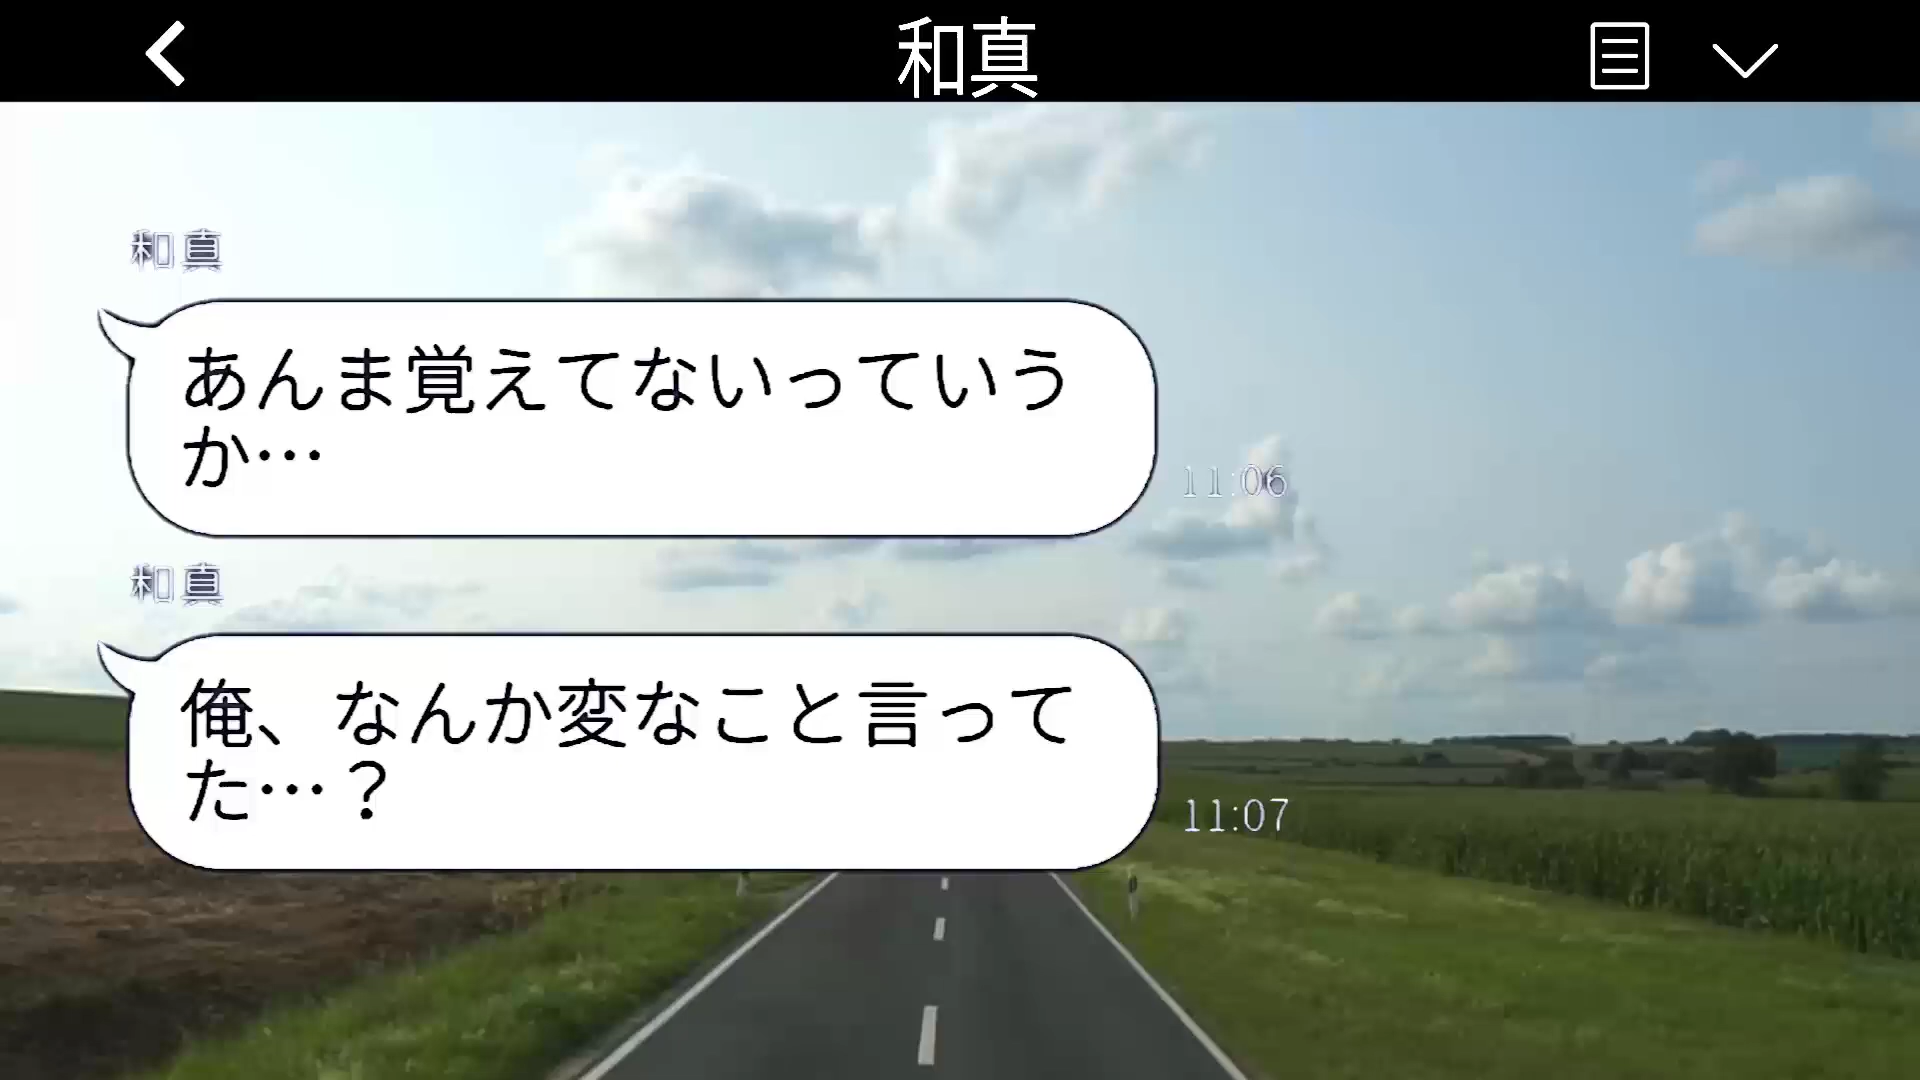 和真
和真
あんま覚えてないっていう
か…
11:06
和真
俺、なんか変なこと言って
た…？
11:07